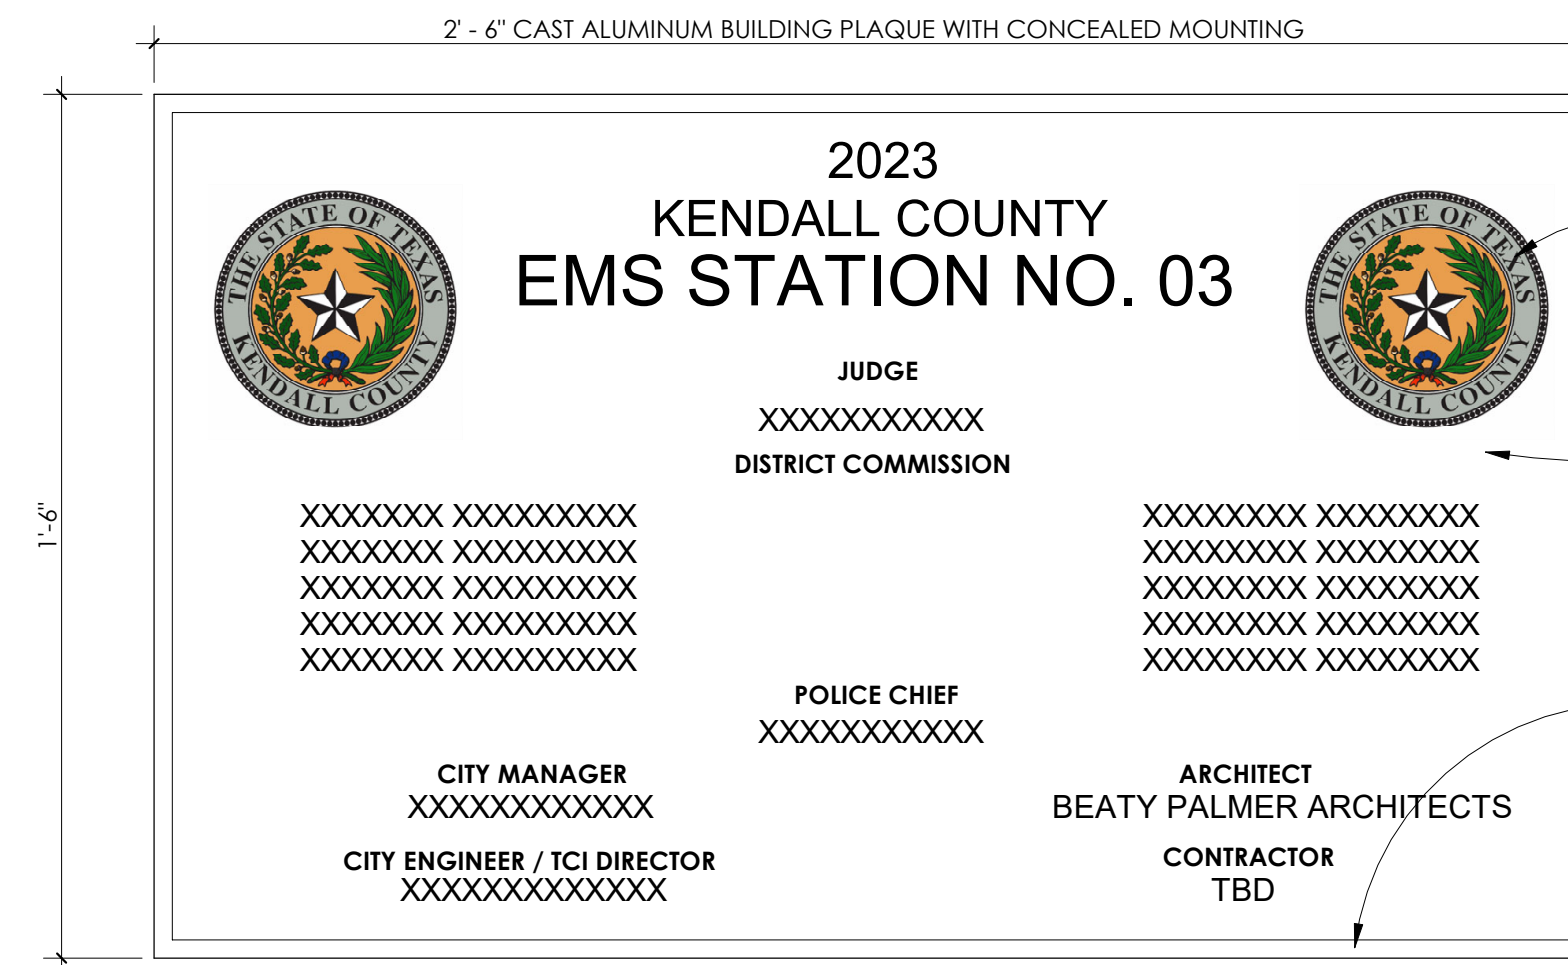 2' - 6" CAST ALUMINUM BUILDING PLAQUE WITH CONCEALED MOUNTING
1'-6"
2023
KENDALL COUNTY
EMS STATION NO. 03
THE STATE OF TEXAS
KENDALL COUNTY
THE STATE OF TEXAS
KENDALL COUNTY
JUDGE
XXXXXXXXXXX
DISTRICT COMMISSION
XXXXXXX XXXXXXXXX XXXXXXXX XXXXXXXX
XXXXXXX XXXXXXXXX XXXXXXXX XXXXXXXX
XXXXXXX XXXXXXXXX XXXXXXXX XXXXXXXX
XXXXXXX XXXXXXXXX XXXXXXXX XXXXXXXX
XXXXXXX XXXXXXXXX XXXXXXXX XXXXXXXX
POLICE CHIEF
XXXXXXXXXXX
CITY MANAGER
XXXXXXXXXXXX
CITY ENGINEER / TCI DIRECTOR
XXXXXXXXXXXXX
ARCHITECT
BEATY PALMER ARCHITECTS
CONTRACTOR
TBD